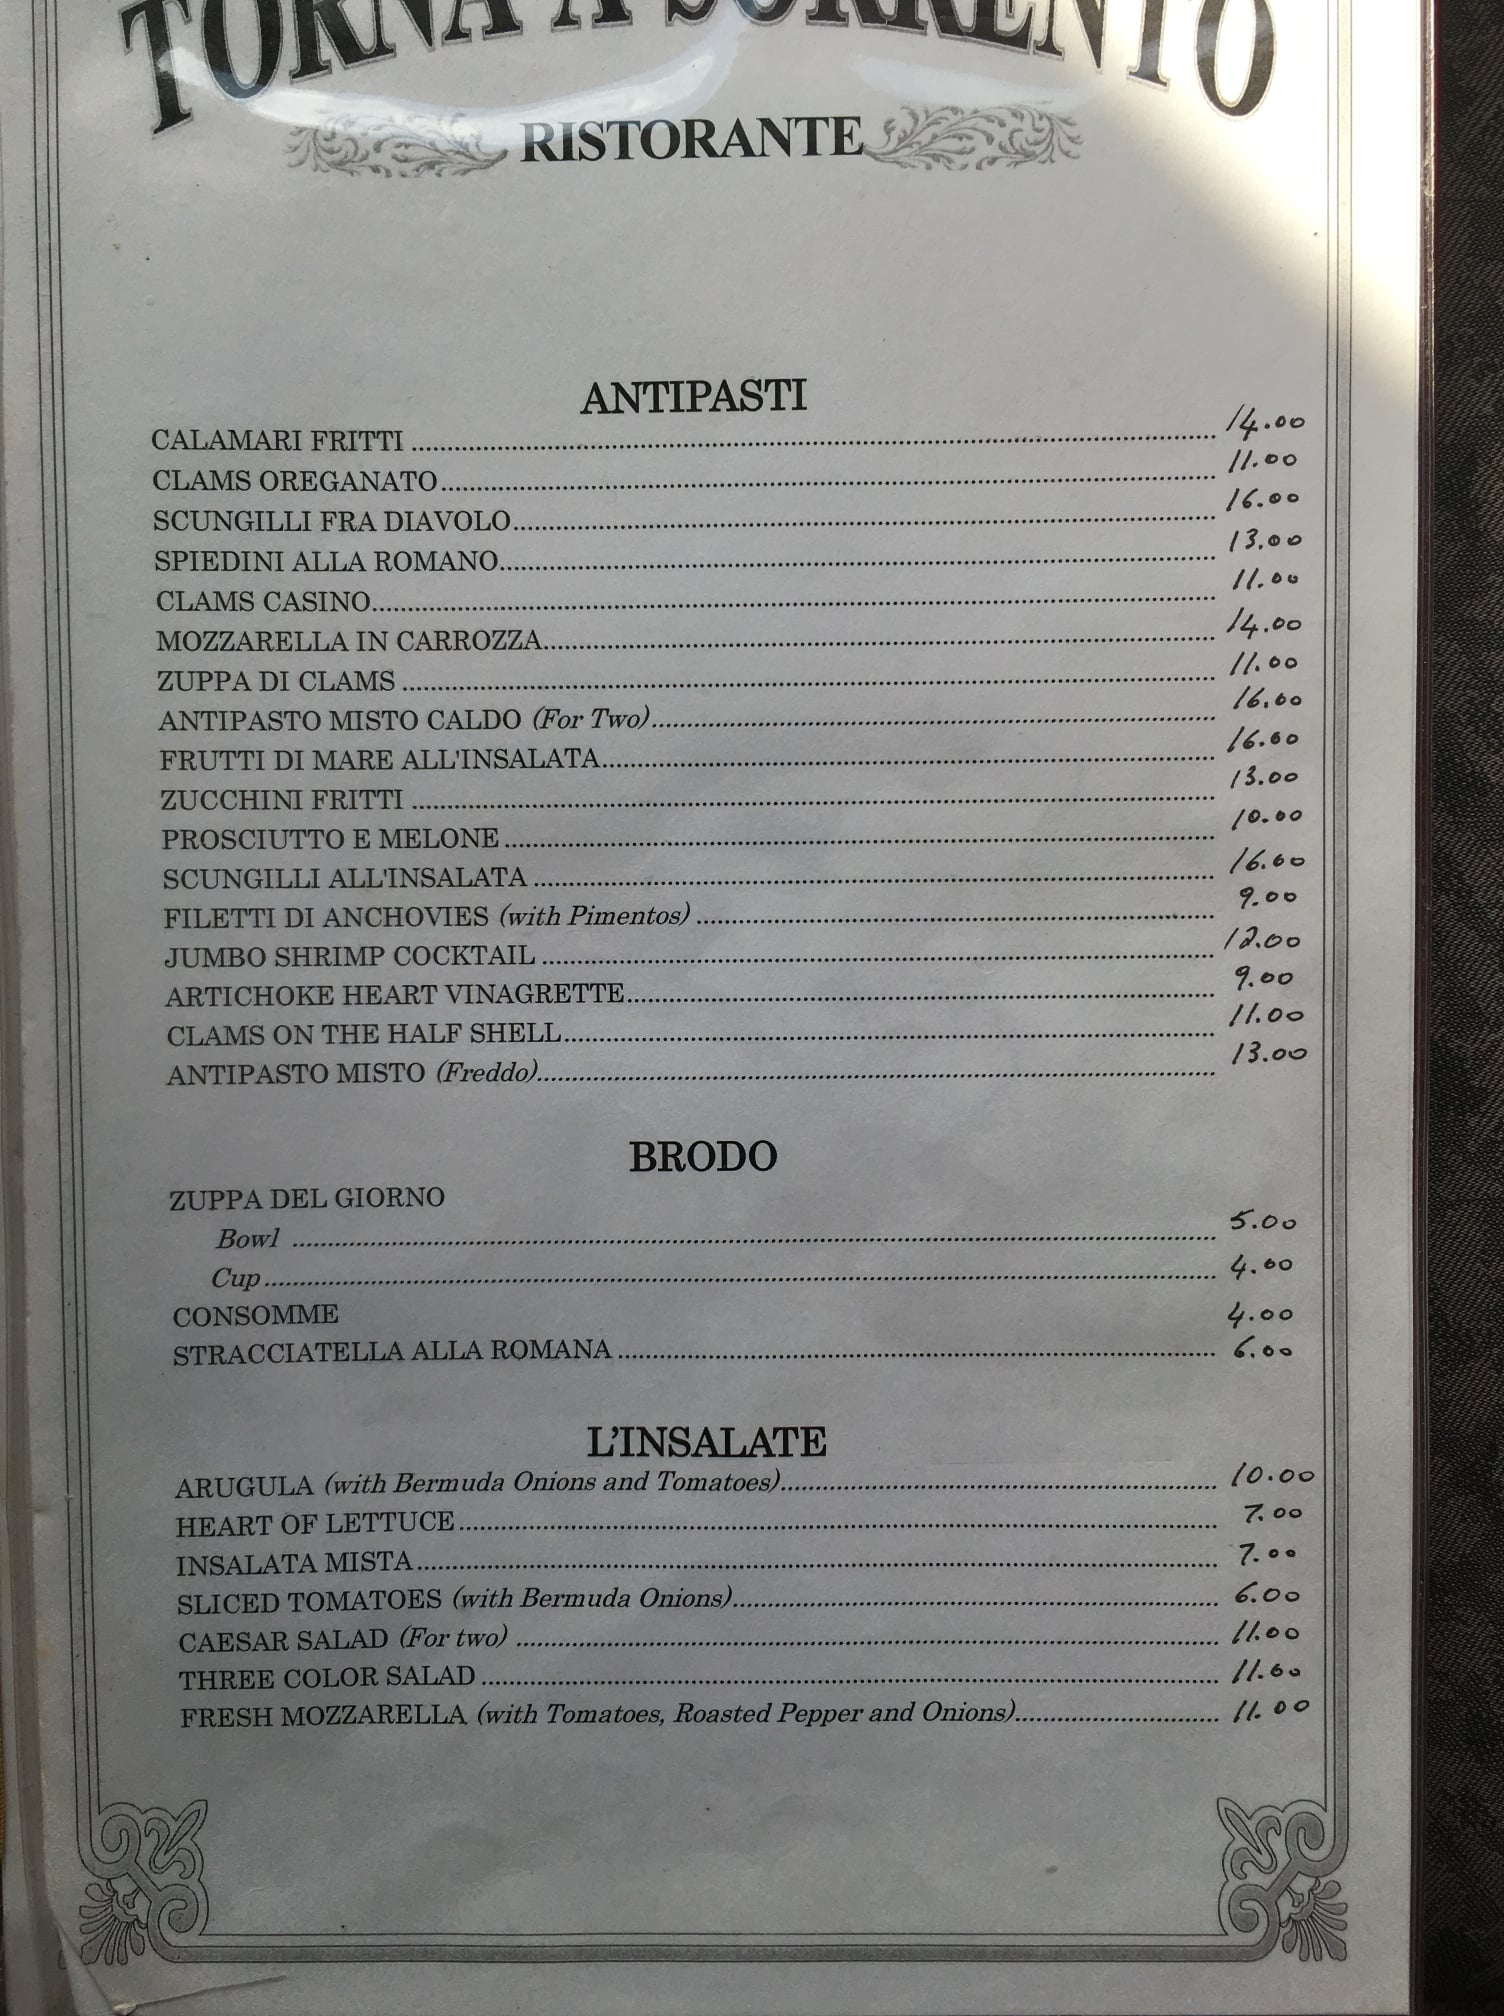 TORNA A SORRENTO
RISTORANTE
ANTIPASTI
CALAMARI FRITTI 14.00
CLAMS OREGANATO 11.00
SCUNGILLI FRA DIAVOLO 16.00
SPIEDINI ALLA ROMANO 13.00
CLAMS CASINO 11.00
MOZZARELLA IN CARROZZA 14.00
ZUPPA DI CLAMS 11.00
ANTIPASTO MISTO CALDO (For Two) 16.00
FRUTTI DI MARE ALL'INSALATA 16.00
ZUCCHINI FRITTI 13.00
PROSCIUTTO E MELONE 10.00
SCUNGILLI ALL'INSALATA 16.00
FILETTI DI ANCHOVIES (with Pimentos) 9.00
JUMBO SHRIMP COCKTAIL 12.00
ARTICHOKE HEART VINAGRETTE 9.00
CLAMS ON THE HALF SHELL 11.00
ANTIPASTO MISTO (Freddo) 13.00
BRODO
ZUPPA DEL GIORNO
Bowl 5.00
Cup 4.00
CONSOMME 4.00
STRACCIATELLA ALLA ROMANA 6.00
L'INSALATE
ARUGULA (with Bermuda Onions and Tomatoes) 10.00
HEART OF LETTUCE 7.00
INSALATA MISTA 7.00
SLICED TOMATOES (with Bermuda Onions) 6.00
CAESAR SALAD (For two) 11.00
THREE COLOR SALAD 11.00
FRESH MOZZARELLA (with Tomatoes, Roasted Pepper and Onions) 11.00